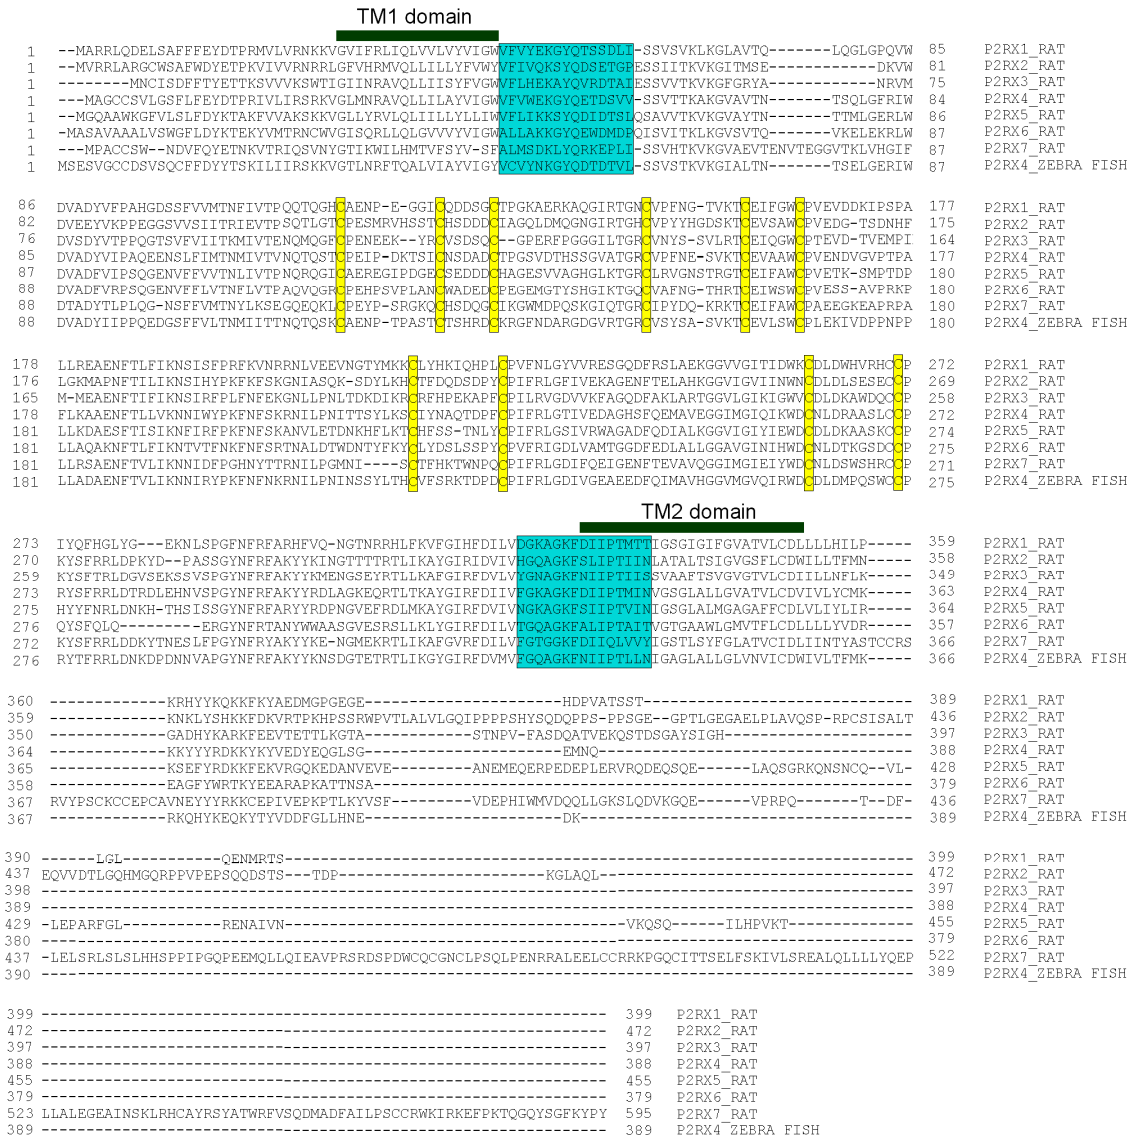 TM1 domain
1 --MARRLQDELSAFFFEYDTPRMVLVRNKKVGVIFRLIQLVVLVYVIGWVFVYEKGYQTSSDLI-SSVSVKLKGLAVTQ-------LQGLGPQVW 85 P2RX1_RAT
1 --MVRRLARGCWSAFWDYETPKVIVVRNRRLGFVHRMVQLLILLYFVWYVFIVQKSYQDSETGPESSIITKVKGITMSE-------DKVW 81 P2RX2_RAT
1 -------MNCISDFFTYETTKSVVVKSWTIGIINRAVQLLIISYFVGWVFLHEKAYQVRDTAIESSVVTKVKGFGRYA-------NRVM 75 P2RX3_RAT
1 --MAGCCSVLGSFLFEYDTPRIVLIRSRKVGLMNRAVQLLILAYVIGWVFVWEKGYQETDSVV-SSVTTKAKGVAVTN-------TSQLGFRIW 84 P2RX4_RAT
1 --MGQAAWKGFVLSLFDYKTAKFVVAKSKKVGLLYRVLQLIILLYLLIWVFLIKKSYQDIDTSLQSAVVTKVKGVAYTN-------TTMLGERLW 87 P2RX5_RAT
1 --MASAVAAALVSWGFLDYKTEKYVMTRNCWVGISQRLLQLGVVVYVIGWALLAKKGYQEWDMDPQISVITKLKGVSVTQ-------VKELEKRLW 87 P2RX6_RAT
1 --MPACCSW--NDVFQYETNKVTRIQSVNYGTIKWILHMTVFSYVSFALMSDKLYQRKEPLI-SSVHTKVKGVAEVTENVTEGGVTKLVHGIF 87 P2RX7_RAT
1 MSESVGCCDSVSQCFFDYYTSKILIIRSKKVGTLNRFTQALVIAYVIGYVCVYNKGYQDTDTVL-SSVSTKVKGIALTN-------TSELGERIW 87 P2RX4_ZEBRA FISH
86 DVADYVFPAHGDSSFVVMTNFIVTPQQTQGHCAENP-E-GGICQDDSGCTPGKAERKAQGIRTGNCVPFNG-TVKTCEIFGWCPVEVDDKIPSPA 177 P2RX1_RAT
82 DVEEYVKPPEGGSVVSIITRIEVTPSQTLGTCPESMRVHSSTCHSDDDCIAGQLDMQGNGIRTGHCVPYYHGDSKTCEVSAWCPVEDG-TSDNHF 175 P2RX2_RAT
76 DVSDYVTPPQGTSVFVIITKMIVTENQMQGFCPENEEK--YRCVSDSQC--GPERFPGGGILTGRCVNYS-SVLRTCEIQGWCPTEVD-TVEMPI 164 P2RX3_RAT
85 DVADYVIPAQEENSLFIMTNMIVTVNQTQSTCPEIP-DKTSICNSDADCTPGSVDTHSSGVATGRCVPFNE-SVKTCEVAAWCPVENDVGVPTPA 177 P2RX4_RAT
87 DVADFVIPSQGENVFFVVTNLIVTPNQRQGICAEREGIPDGECSEDDDCHAGESVVAGHGLKTGRCLRVGNSTRGTCEIFAWCPVETK-SMPTDP 180 P2RX5_RAT
88 DVADFVRPSQGENVFFLVTNFLVTPAQVQGRCPEHPSVPLANCWADEDCPEGEMGTYSHGIKTGQCVAFNG-THRTCEIWSWCPVESS-AVPRKP 180 P2RX6_RAT
88 DTADYTLPLQG-NSFFVMTNYLKSEGQEQKLCPEYP-SRGKQCHSDQGCIKGWMDPQSKGIQTGRCIPYDQ-KRKTCEIFAWCPAEEGKEAPRPA 180 P2RX7_RAT
88 DVADYIIPPQEDGSFFVLTNMIITTNQTQSKCAENP-TPASTCTSHRDCKRGFNDARGDGVRTGRCVSYSA-SVKTCEVLSWCPLEKIVDPPNPP 180 P2RX4_ZEBRA FISH
178 LLREAENFTLFIKNSISFPRFKVNRRNLVEEVNGTYMKKCLYHKIQHPLCPVFNLGYVVRESGQDFRSLAEKGGVVGITIDWKCDLDWHVRHCCP 272 P2RX1_RAT
176 LGKMAPNFTILIKNSIHYPKFKFSKGNIASQK-SDYLKHCTFDQDSDPYCPIFRLGFIVEKAGENFTELAHKGGVIGVIINWNCDLDLSESECCP 269 P2RX2_RAT
165 M-MEAENFTIFIKNSIRFPLFNFEKGNLLPNLTDKDIKRCRFHPEKAPFCPILRVGDVVKFAGQDFAKLARTGGVLGIKIGWVCDLDKAWDQCCP 258 P2RX3_RAT
178 FLKAAENFTLLVKNNIWYPKFNFSKRNILPNITTSYLKSCIYNAQTDPFCPIFRLGTIVEDAGHSFQEMAVEGGIMGIQIKWDCNLDRAASLCCP 272 P2RX4_RAT
181 LLKDAESFTISIKNFIRFPKFNFSKANVLETDNKHFLKTCHFSS-TNLYCPIFRLGSIVRWAGADFQDIALKGGVIGIYIEWDCDLDKAASKCCP 274 P2RX5_RAT
181 LLAQAKNFTLFIKNTVTFNKFNFSRTNALDTWDNTYFKYCLYDSLSSPYCPVFRIGDLVAMTGGDFEDLALLGGAVGINIHWDCNLDTKGSDCCP 275 P2RX6_RAT
181 LLRSAENFTVLIKNNIDFPGHNYTTRNILPGMNI----SCTFHKTWNPQCPIFRLGDIFQEIGENFTEVAVQGGIMGIEIYWDCNLDSWSHRCCP 271 P2RX7_RAT
181 LLADAENFTVLIKNNIRYPKFNFNKRNILPNINSSYLTHCVFSRKTDPDCPIFRLGDIVGEAEEDFQIMAVHGGVMGVQIRWDCDLDMPQSWCCP 275 P2RX4_ZEBRA FISH
TM2 domain
273 IYQFHGLYG---EKNLSPGFNFRFARHFVQ-NGTNRRHLFKVFGIHFDILVDGKAGKFDIIPTMTTIGSGIGIFGVATVLCDLLLLHILP----- 359 P2RX1_RAT
270 KYSFRRLDPKYD--PASSGYNFRFAKYYKINGTTTTRTLIKAYGIRIDVIVHGQAGKFSLIPTIINLATALTSIGVGSFLCDWILLTFMN----- 358 P2RX2_RAT
259 KYSFTRLDGVSEKSSVSPGYNFRFAKYYKMENGSEYRTLLKAFGIRFDVLVYGNAGKFNIIPTIISSVAAFTSVGVGTVLCDIILLNFLK----- 349 P2RX3_RAT
273 RYSFRRLDTRDLEHNVSPGYNFRFAKYYRDLAGKEQRTLTKAYGIRFDIIVFGKAGKFDIIPTMINVGSGLALLGVATVLCDVIVLYCMK----- 363 P2RX4_RAT
275 HYYFNRLDNKH-THSISSGYNFRFARYYRDPNGVEFRDLMKAYGIRFDVIVNGKAGKFSIIPTVINIGSGLALMGAGAFFCDLVLIYLIR----- 364 P2RX5_RAT
276 QYSFQLQ--------ERGYNFRTANYWWAASGVESRSLLKLYGIRFDILVTGQAGKFALIPTAITVGTGAAWLGMVTFLCDLLLLYVDR------ 357 P2RX6_RAT
272 KYSFRRLDDKYTNESLFPGYNFRYAKYYKE-NGMEKRTLIKAFGVRFDILVFGTGGKFDIIQLVVYIGSTLSYFGLATVCIDLIINTYASTCCRS 366 P2RX7_RAT
276 RYTFRRLDNKDPDNNVAPGYNFRFAKYYKNSDGTETRTLIKGYGIRFDVMVFGQAGKFNIIPTLLNIGAGLALLGLVNVICDWIVLTFMK----- 366 P2RX4_ZEBRA FISH
360 -------------KRHYYKQKKFKYAEDMGPGEGE----------------------HDPVATSST------------------------------ 389 P2RX1_RAT
359 -------------KNKLYSHKKFDKVRTPKHPSSRWPVTLALVLGQIPPPPSHYSQDQPPS-PPSGE--GPTLGEGAELPLAVQSP-RPCSISALT 436 P2RX2_RAT
350 -------------GADHYKARKFEEVTETTLKGTA------------STNPV-FASDQATVEKQSTDSGAYSIGH--------------------- 397 P2RX3_RAT
364 -------------KKYYYRDKKYKYVEDYEQGLSG----------------------EMNQ----------------------------------- 388 P2RX4_RAT
365 -------------KSEFYRDKKFEKVRGQKEDANVEVE---------ANEMEQERPEDEPLERVRQDEQSQE------LAQSGRKQNSNCQ--VL- 428 P2RX5_RAT
358 -------------EAGFYWRTKYEEARAPKATTNSA------------------------------------------------------------ 379 P2RX6_RAT
367 RVYPSCKCCEPCAVNEYYYRKKCEPIVEPKPTLKYVSF---------VDEPHIWMVDQQLLGKSLQDVKGQE------VPRPQ------T--DF- 436 P2RX7_RAT
367 -------------RKQHYKEQKYTYVDDFGLLHNE----------------------DK------------------------------------- 389 P2RX4_ZEBRA FISH
390 ------LGL-----------QENMRTS---------------------------------------------------------------------- 399 P2RX1_RAT
437 EQVVDTLGQHMGQRPPVPEPSQQDSTS---TDP-----------------------KGLAQL----------------------------------- 472 P2RX2_RAT
398 ------------------------------------------------------------------------------------------------ 397 P2RX3_RAT
389 ------------------------------------------------------------------------------------------------ 388 P2RX4_RAT
429 -LEPARFGL--------RENAIVN--------------------------------------VKQSQ------ILHPVKT-------------- 455 P2RX5_RAT
380 ------------------------------------------------------------------------------------------------ 379 P2RX6_RAT
437 -LELSRLSLSLHHSPPIPGQPEEMQLLQIEAVPRSRDSPDWCQCGNCLPSQLPENRRALEELCCRRKPGQCITTSELFSKIVLSREALQLLLLYQEP 522 P2RX7_RAT
390 ------------------------------------------------------------------------------------------------ 389 P2RX4_ZEBRA FISH
399 --------------------------------------------------------------- 399 P2RX1_RAT
472 --------------------------------------------------------------- 472 P2RX2_RAT
397 --------------------------------------------------------------- 397 P2RX3_RAT
388 --------------------------------------------------------------- 388 P2RX4_RAT
455 --------------------------------------------------------------- 455 P2RX5_RAT
379 --------------------------------------------------------------- 379 P2RX6_RAT
523 LLALEGEAINSKLRHCAYRSYATWRFVSQDMADFAILPSCCRWKIRKEFPKTQGQYSGFKYPY 595 P2RX7_RAT
389 --------------------------------------------------------------- 389 P2RX4_ZEBRA FISH